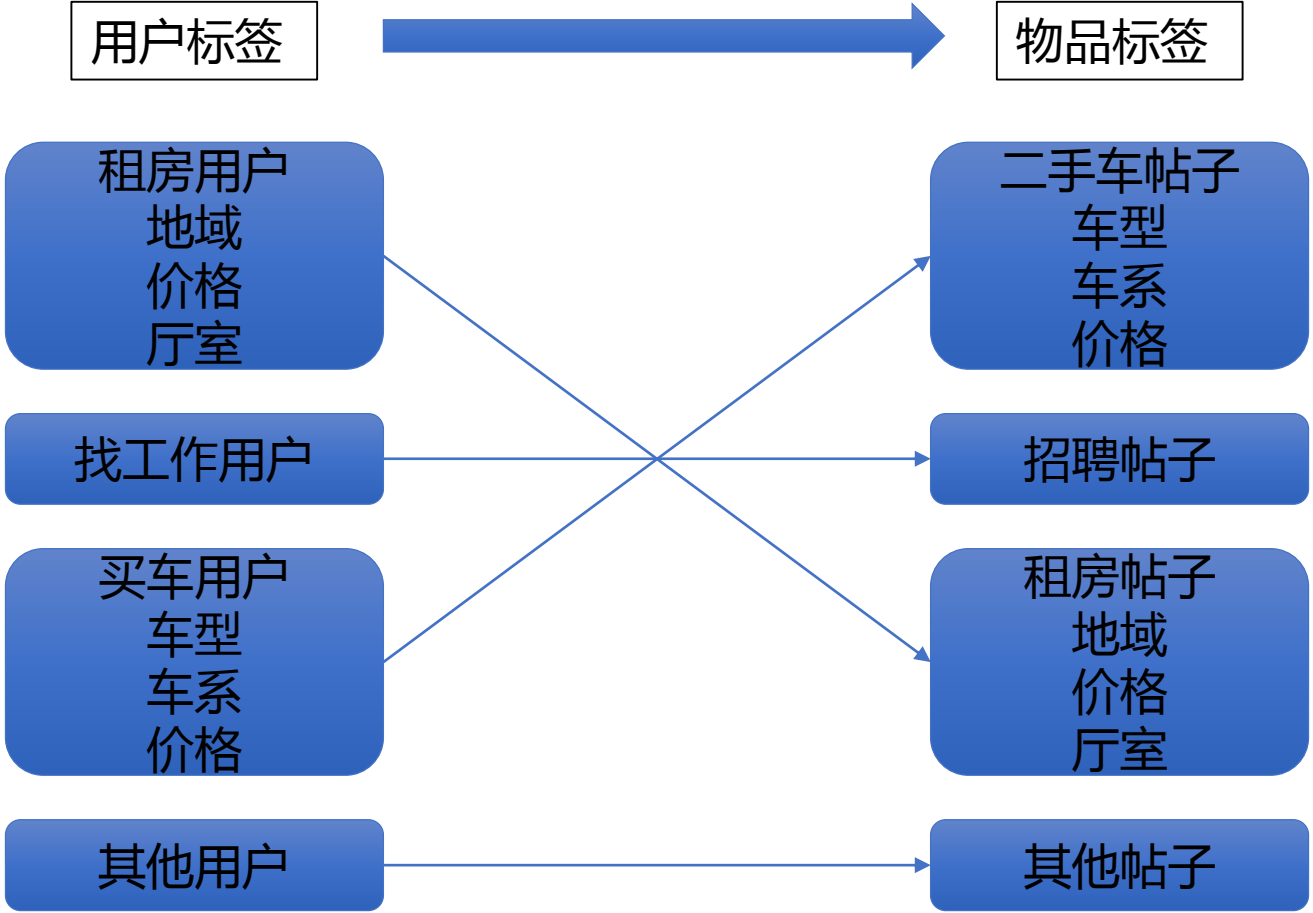 用户标签
物品标签
租房用户
地域
价格
厅室
二手车帖子
车型
车系
价格
找工作用户
招聘帖子
买车用户
车型
车系
价格
租房帖子
地域
价格
厅室
其他用户
其他帖子